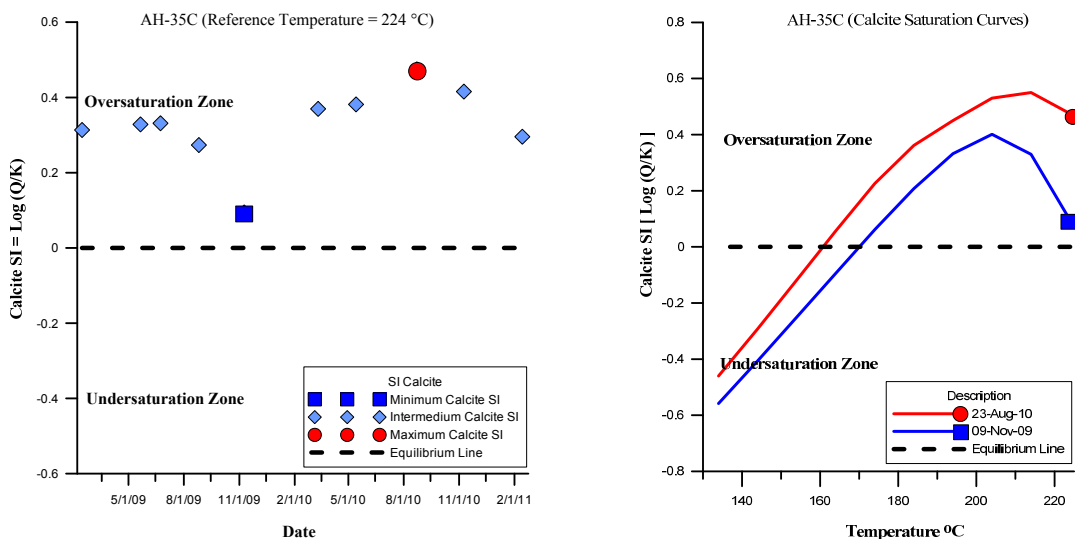 AH-35C (Reference Temperature = 224 °C)
0.6
0.4
0.2
0
-0.2
-0.4
-0.6
Calcite SI = Log (Q/K)
Oversaturation Zone
Undersaturation Zone
SI Calcite
Minimum Calcite SI
Intermedium Calcite SI
Maximum Calcite SI
Equilibrium Line
5/1/09 8/1/09 11/1/09 2/1/10 5/1/10 8/1/10 11/1/10 2/1/11
Date
AH-35C (Calcite Saturation Curves)
0.8
0.6
0.4
0.2
0
-0.2
-0.4
-0.6
-0.8
Calcite SI [ Log (Q/K) ]
Oversaturation Zone
Undersaturation Zone
Description
23-Aug-10
09-Nov-09
Equilibrium Line
140 160 180 200 220
Temperature ºC